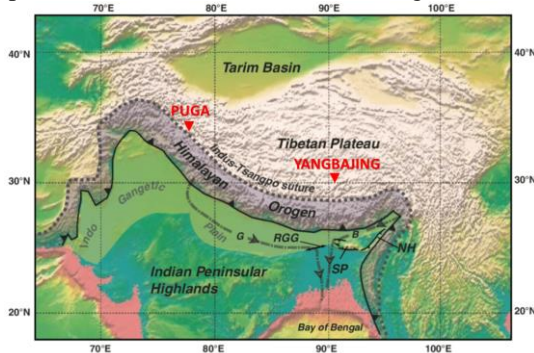 70°E 80°E 90°E 100°E
40°N 40°N
Tarim Basin
PUGA
Tibetan Plateau
YANGBAJING
Indus-Tsangpo suture
Himalayan
Orogen
30°N 30°N
Indo Gangetic Plain
G RGG B
SP NH
Indian Peninsular
Highlands
20°N 20°N
Bay of Bengal
70°E 80°E 90°E 100°E